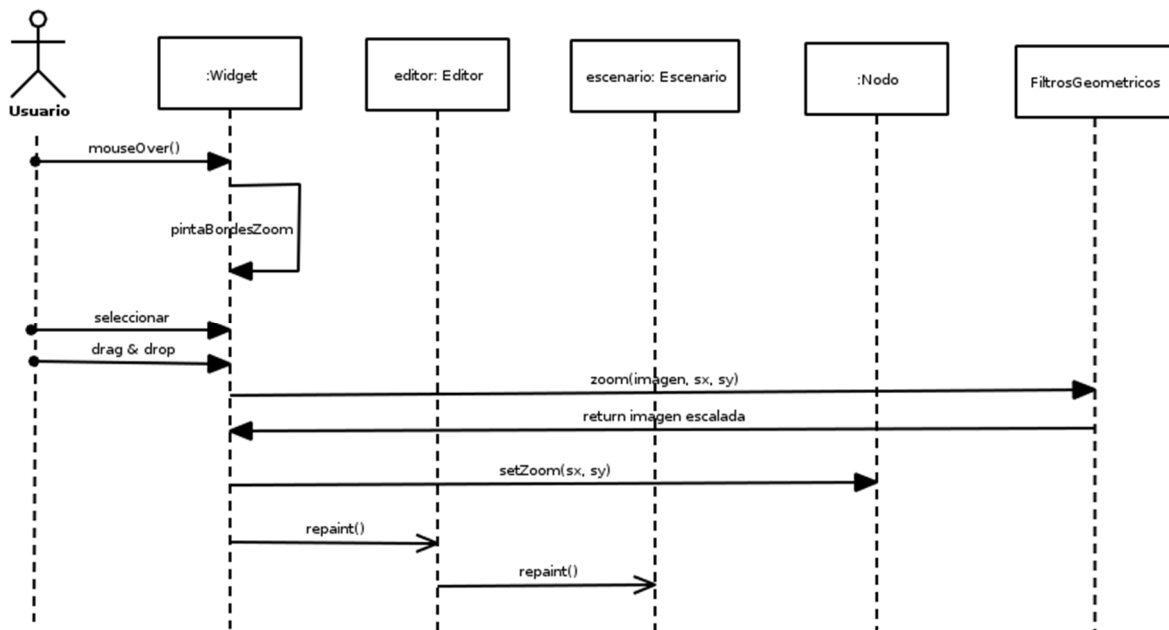 :Widget
editor: Editor
escenario: Escenario
:Nodo
FiltrosGeometricos
Usuario
mouseOver()
pintaBordesZoom
seleccionar
drag & drop
zoom(imagen, sx, sy)
return imagen escalada
setZoom(sx, sy)
repaint()
repaint()